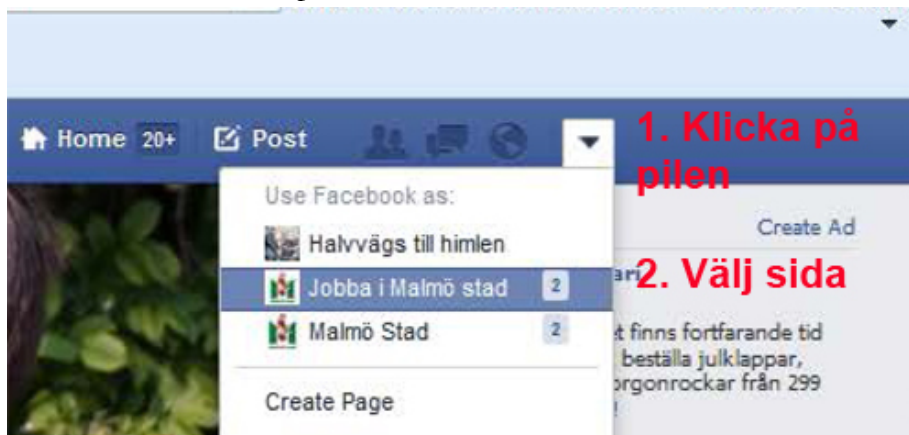 Home 20+ Post
1. Klicka på
pilen
Use Facebook as:
Halvvägs till himlen
Create Ad
Jobba i Malmö stad 2
ari
2. Välj sida
Malmö Stad 2
t finns fortfarande tid
beställa julklappar,
orgonrockar från 299
!
Create Page